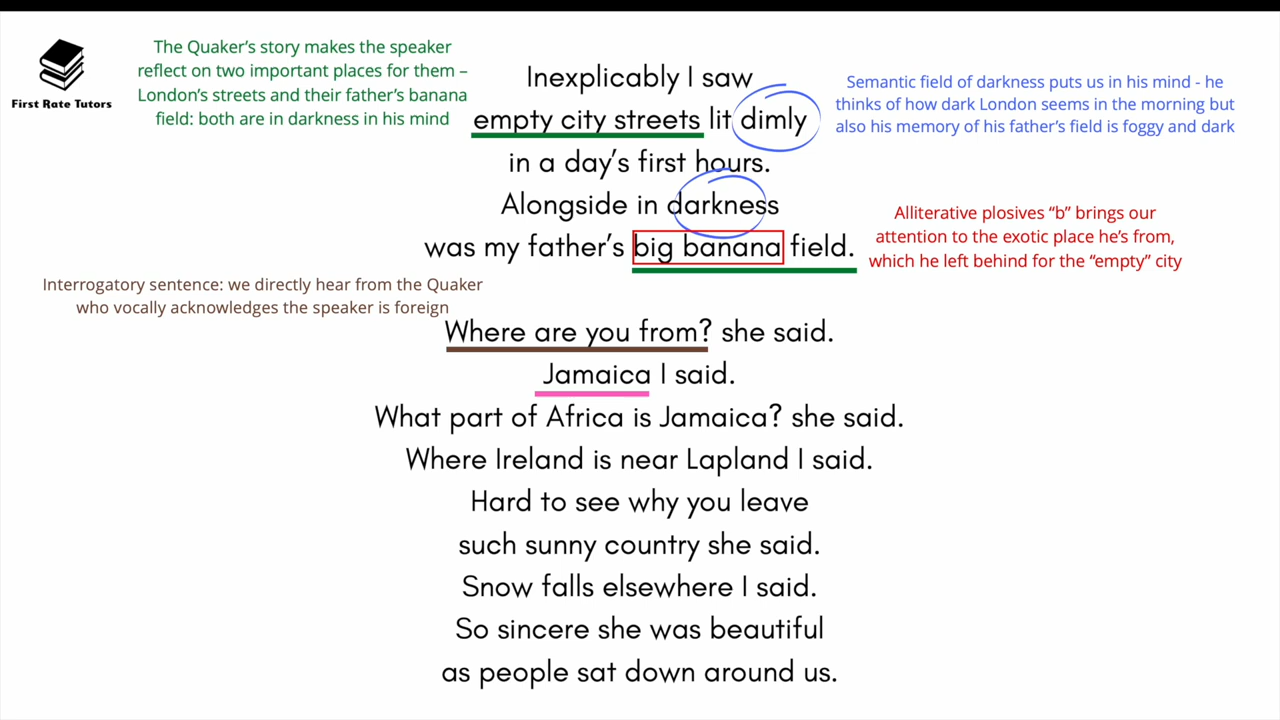 First Rate Tutors
The Quaker's story makes the speaker
reflect on two important places for them –
London's streets and their father's banana
field: both are in darkness in his mind
Inexplicably I saw
empty city streets lit dimly
in a day's first hours.
Alongside in darkness
was my father's big banana field.
Semantic field of darkness puts us in his mind - he
thinks of how dark London seems in the morning but
also his memory of his father's field is foggy and dark
Alliterative plosives “b” brings our
attention to the exotic place he's from,
which he left behind for the “empty” city
Interrogatory sentence: we directly hear from the Quaker
who vocally acknowledges the speaker is foreign
Where are you from? she said.
Jamaica I said.
What part of Africa is Jamaica? she said.
Where Ireland is near Lapland I said.
Hard to see why you leave
such sunny country she said.
Snow falls elsewhere I said.
So sincere she was beautiful
as people sat down around us.